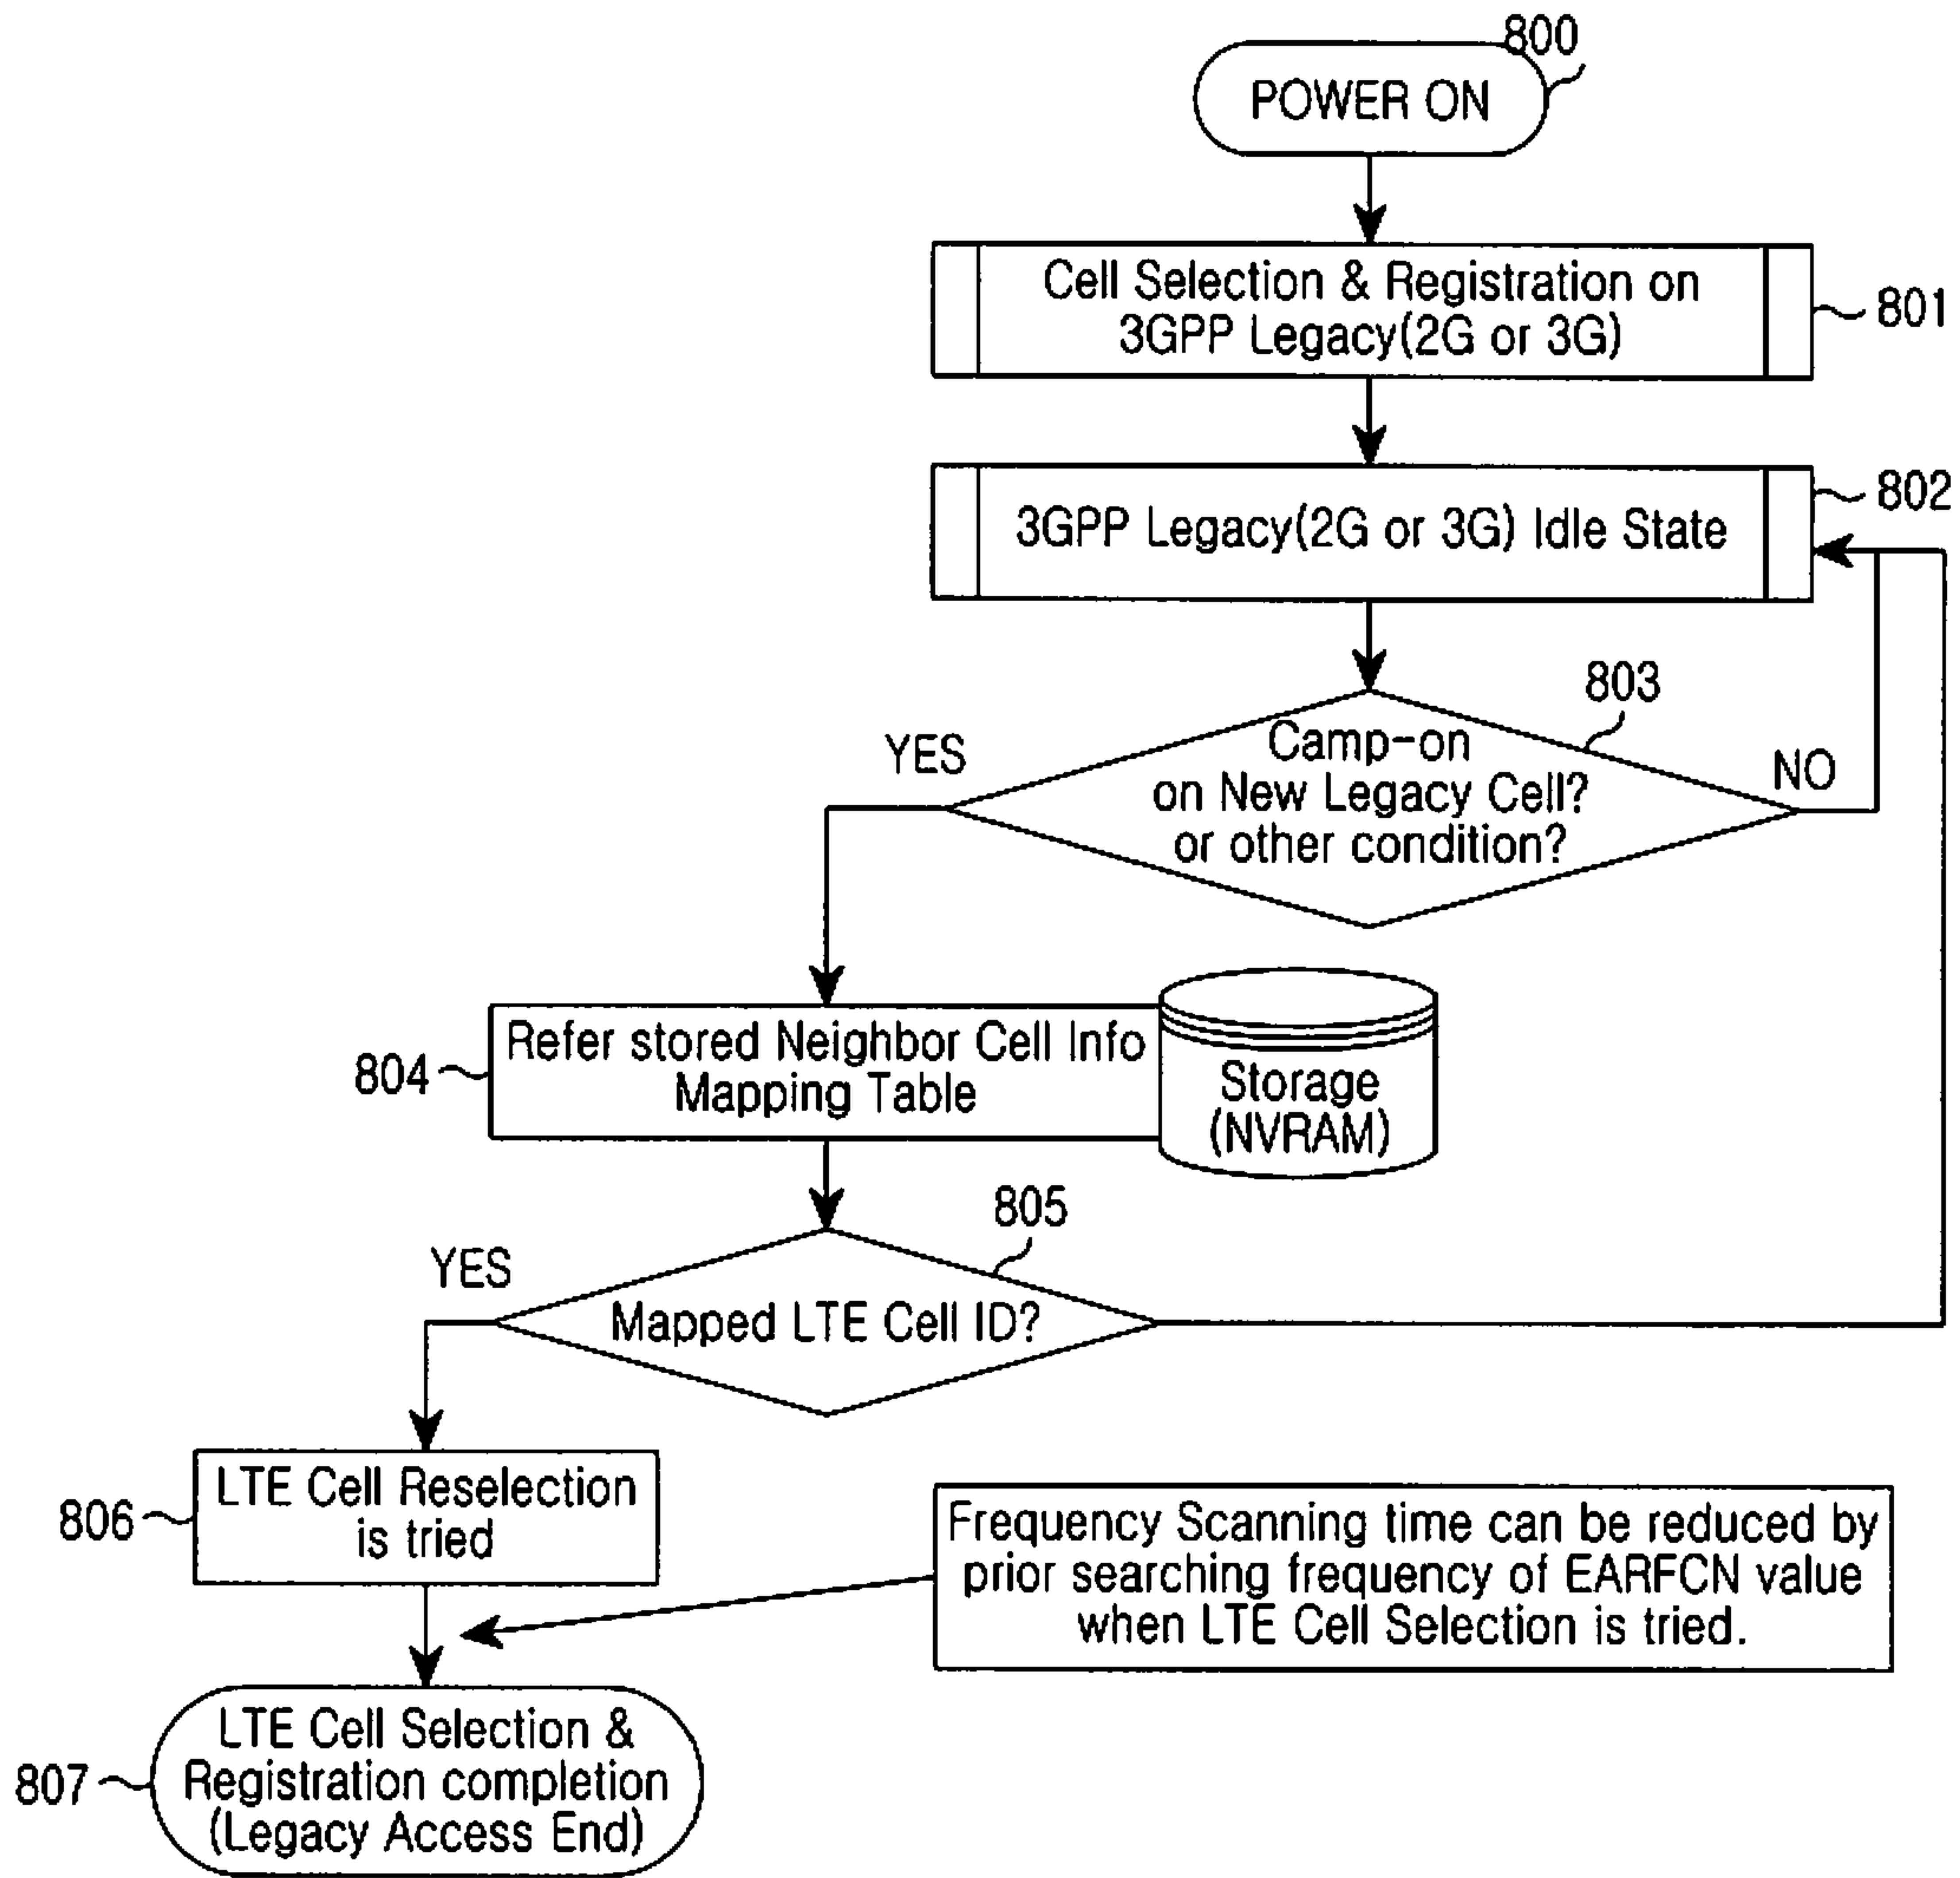 800
POWER ON
Cell Selection & Registration on
3GPP Legacy(2G or 3G)
801
3GPP Legacy(2G or 3G) Idle State
802
803
YES
Camp-on
on New Legacy Cell?
or other condition?
NO
804
Refer stored Neighbor Cell Info
Mapping Table
Storage
(NVRAM)
805
YES
Mapped LTE Cell ID?
806
LTE Cell Reselection
is tried
Frequency Scanning time can be reduced by
prior searching frequency of EARFCN value
when LTE Cell Selection is tried.
807
LTE Cell Selection &
Registration completion
(Legacy Access End)